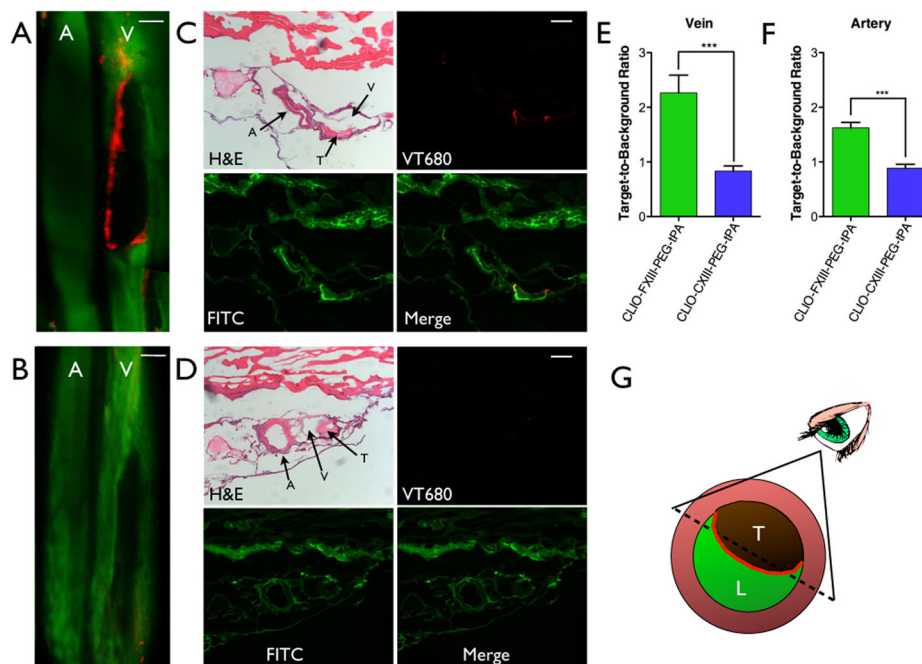 A
A
V
B
A
V
C
A
V
T
H&E
VT680
FITC
Merge
D
A
V
T
H&E
VT680
FITC
Merge
E
Vein
***
Target-to-Background Ratio
3
2
1
0
CLIO-FXIII-PEG-tPA
CLIO-CXIII-PEG-tPA
F
Artery
***
Target-to-Background Ratio
3
2
1
0
CLIO-FXIII-PEG-tPA
CLIO-CXIII-PEG-tPA
G
T
L